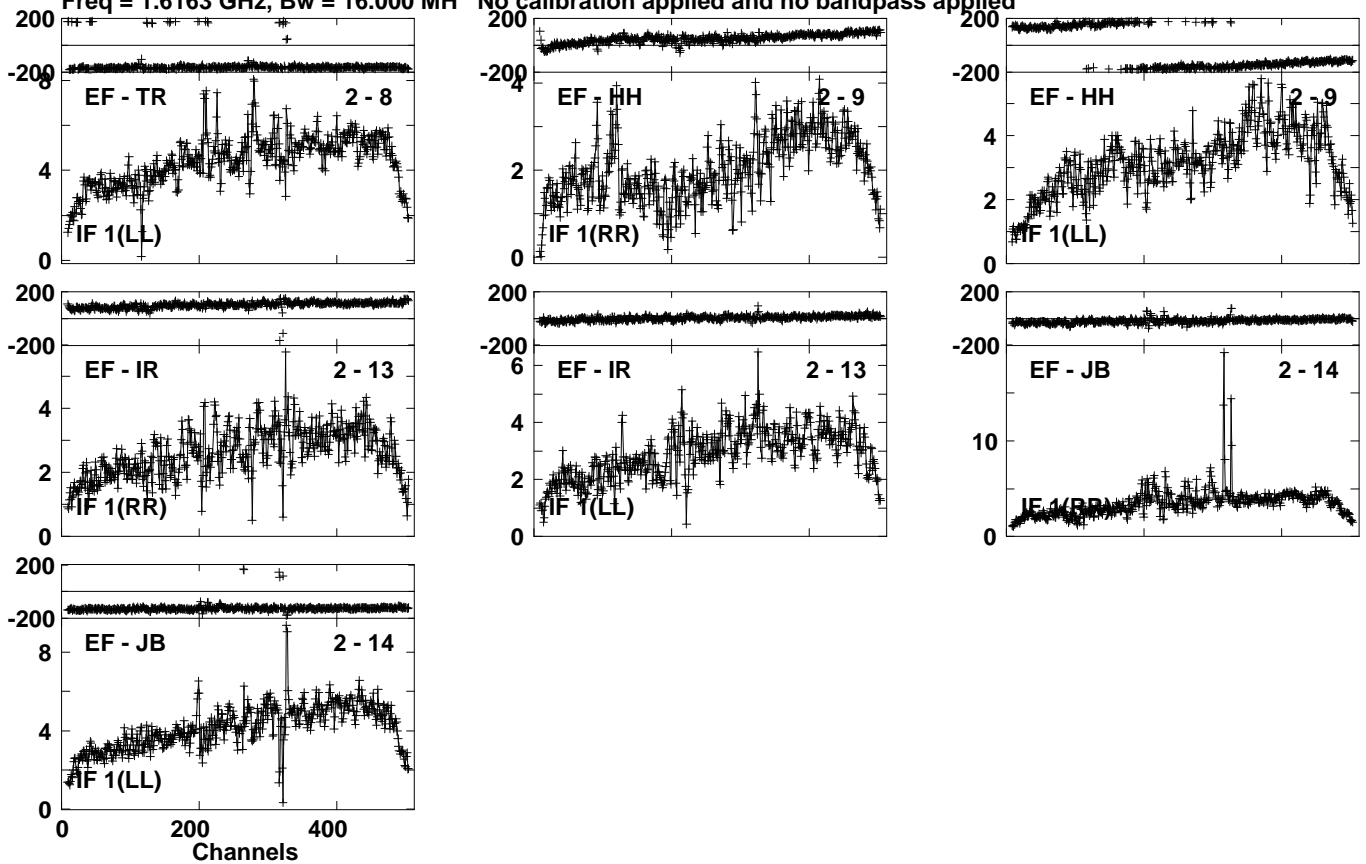 Freq = 1.6163 GHz, Bw = 16.000 MH No calibration applied and no bandpass applied
200
-200
8
EF - TR 2 - 8
4
IF 1(LL)
0
4
EF - HH 2 - 9
2
IF 1(RR)
0
200
-200
EF - HH 2 - 9
4
2
IF 1(LL)
0
200
-200
EF - IR 2 - 13
4
2
IF 1(RR)
0
6
EF - IR 2 - 13
4
2
IF 1(LL)
0
200
-200
EF - JB 2 - 14
10
IF 1(RR)
0
200
-200
EF - JB 2 - 14
8
4
IF 1(LL)
0
0 200 400
Channels